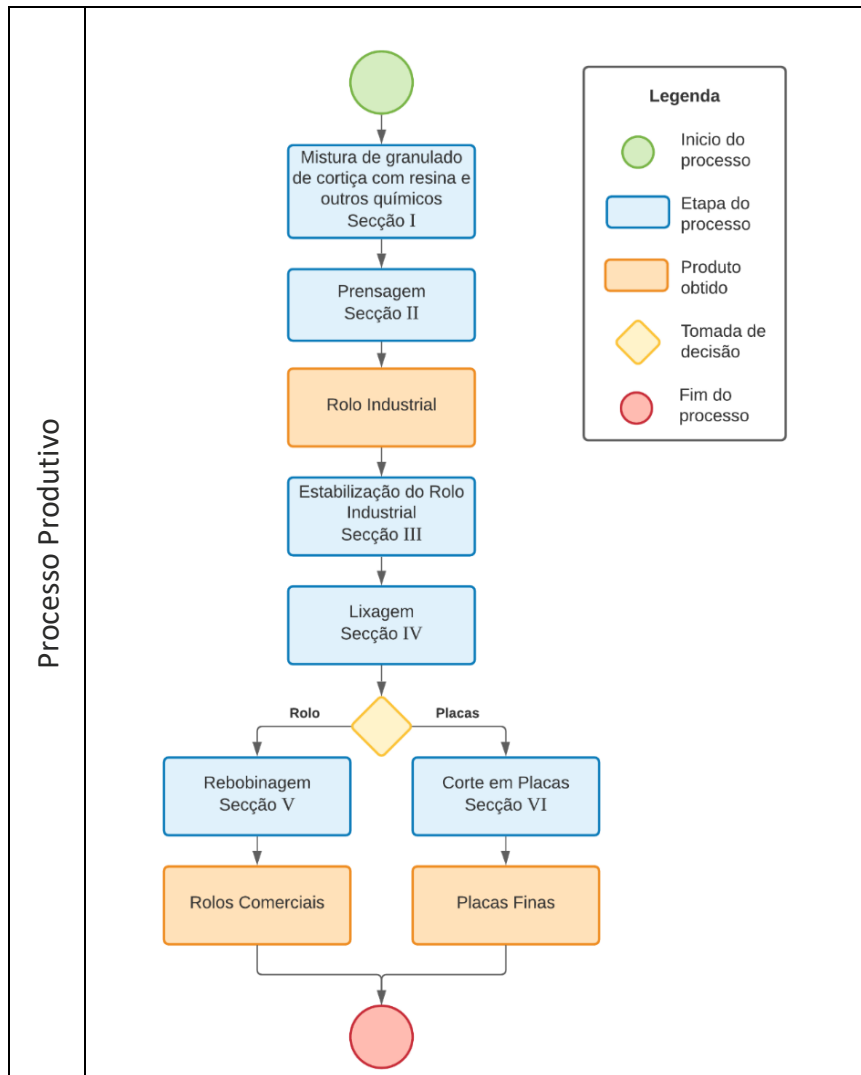 Processo Produtivo
Mistura de granulado
de cortiça com resina e
outros químicos
Secção I
Prensagem
Secção II
Rolo Industrial
Estabilização do Rolo
Industrial
Secção III
Lixagem
Secção IV
Rolo
Placas
Rebobinagem
Secção V
Corte em Placas
Secção VI
Rolos Comerciais
Placas Finas
Legenda
Inicio do
processo
Etapa do
processo
Produto
obtido
Tomada de
decisão
Fim do
processo